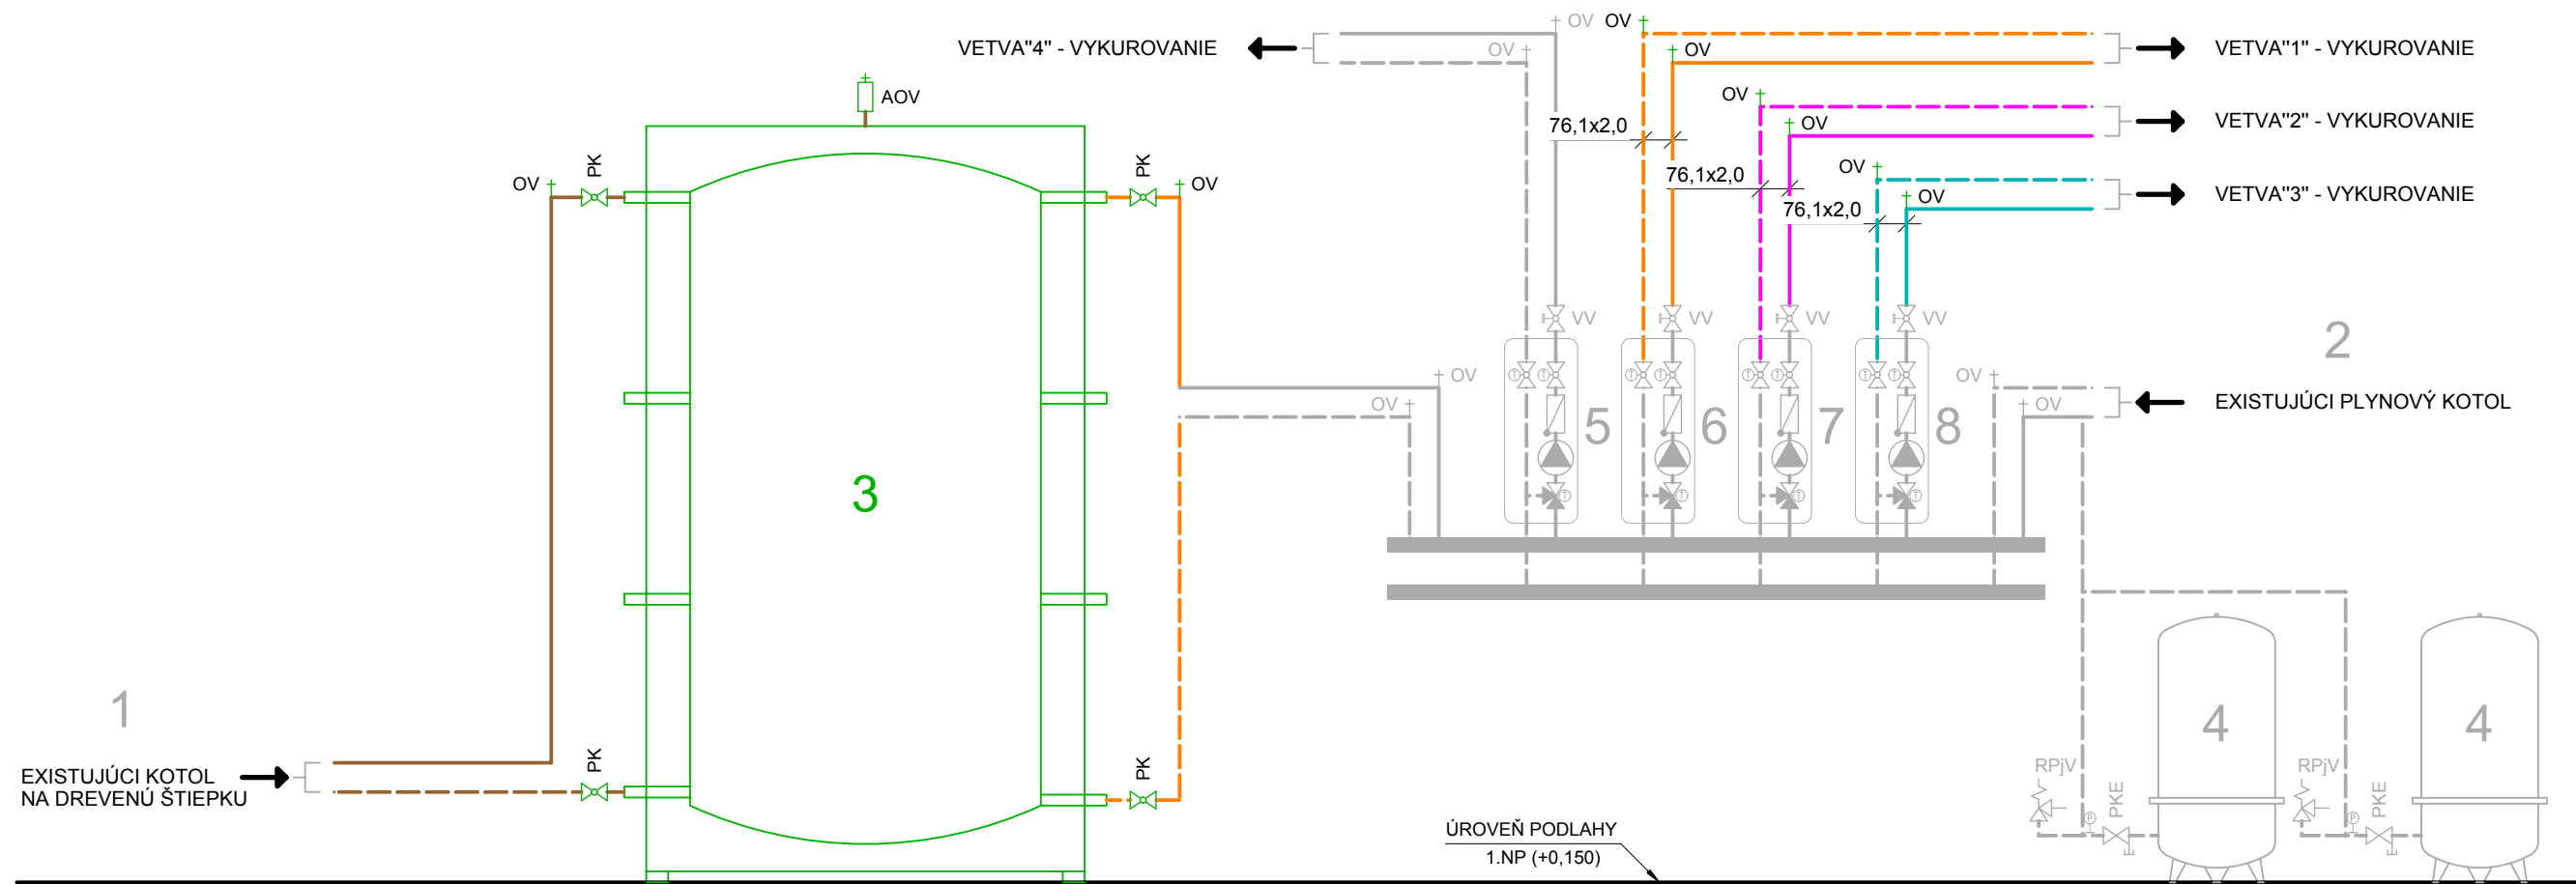 OV OV
VETVA"4" - VYKUROVANIE OV OV VETVA"1" - VYKUROVANIE
AOV OV
76,1x2,0 OV VETVA"2" - VYKUROVANIE
PK PK
OV OV
76,1x2,0 OV OV VETVA"3" - VYKUROVANIE
76,1x2,0
VV VV VV VV
2
OV T T T T T T T T OV
OV OV EXISTUJÚCI PLYNOVÝ KOTOL
5 6 7 8
3
T T T T
1
4 4
PK PK
RPjV RPjV
EXISTUJÚCI KOTOL
NA DREVENÚ ŠTIEPKU
PKE PKE
P P
ÚROVEŇ PODLAHY
1.NP (+0,150)